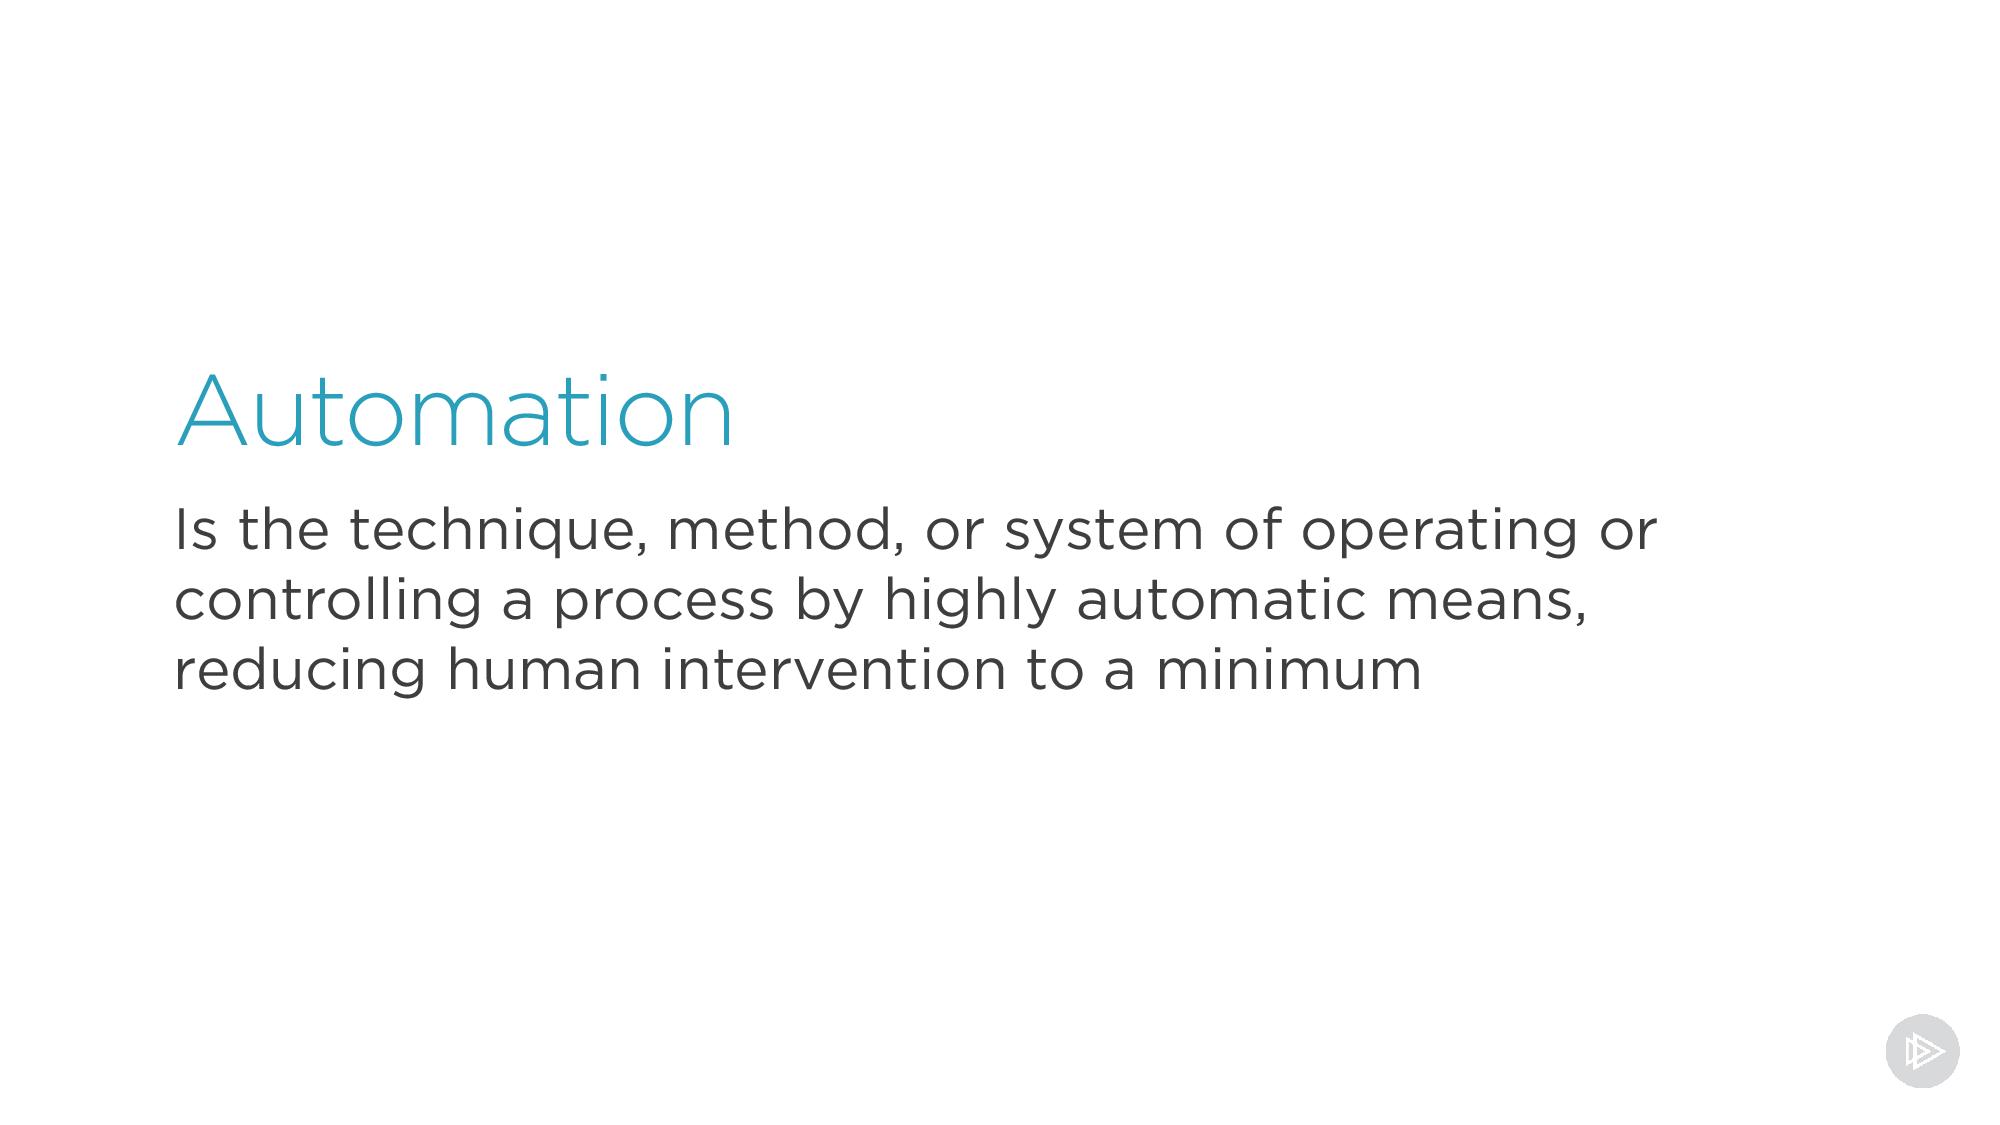 Automation
Is the technique, method, or system of operating or
controlling a process by highly automatic means,
reducing human intervention to a minimum